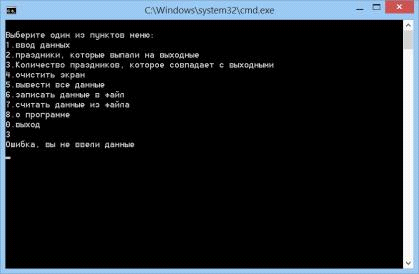 C:\Windows\system32\cmd.exe
Выберите один из пунктов меню:
1.ввод данных
2.праздники, которые выпали на выходные
3.Количество праздников, которое совпадает с выходными
4.очистить экран
5.вывести все данные
6.записать данные в файл
7.считать данные из файла
8.о программе
0.выход
3
Ошибка, вы не ввели данные